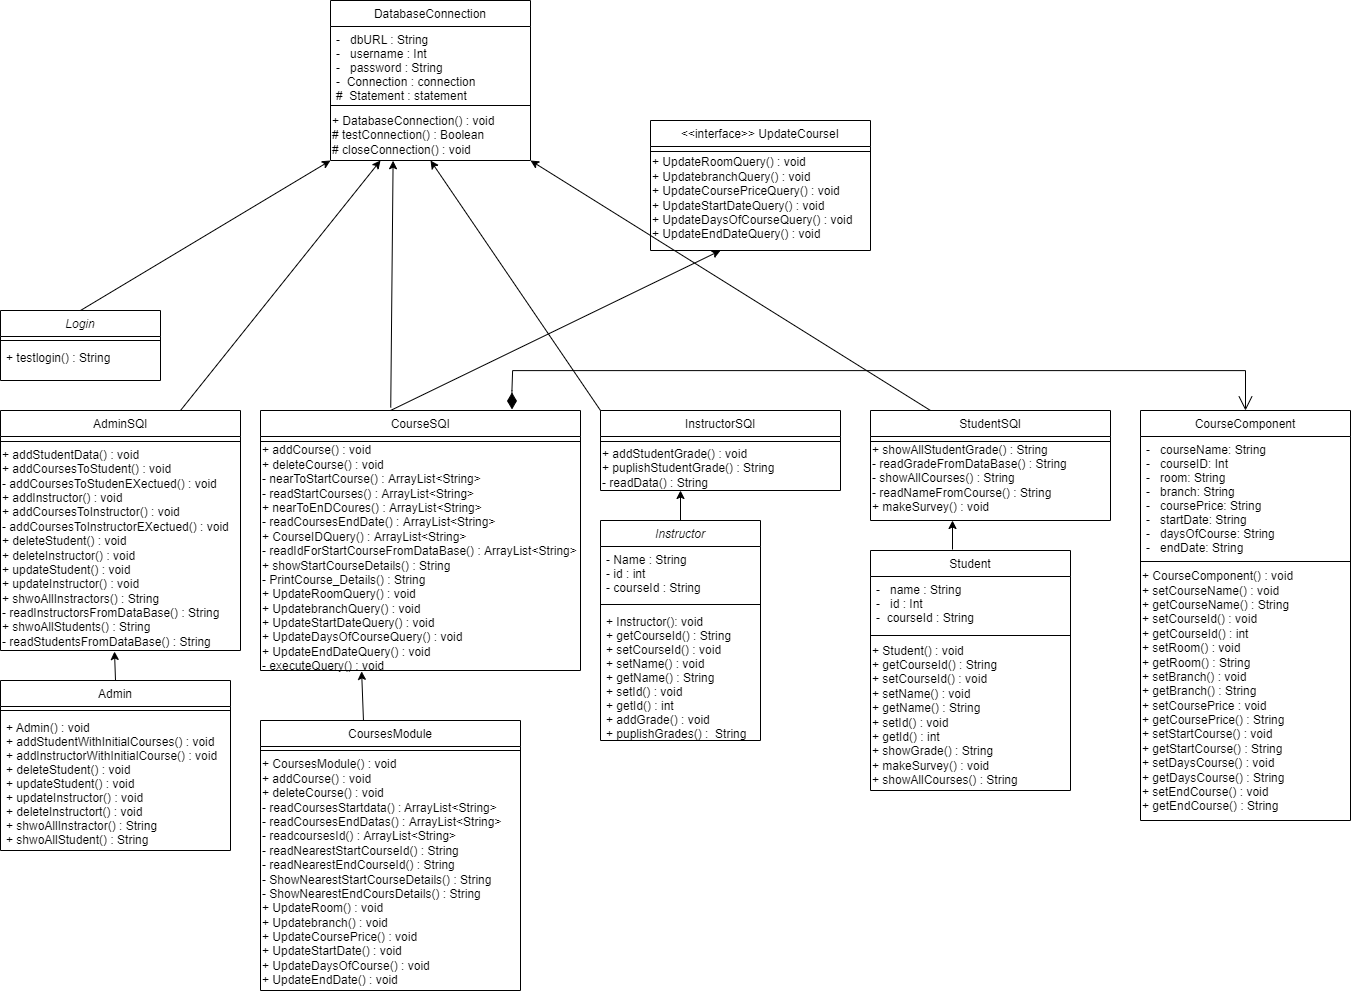 DatabaseConnection
- dbURL : String
- username : Int
- password : String
- Connection : connection
# Statement : statement
+ DatabaseConnection() : void
# testConnection() : Boolean
# closeConnection() : void
<<interface>> UpdateCourseI
+ UpdateRoomQuery() : void
+ UpdatebranchQuery() : void
+ UpdateCoursePriceQuery() : void
+ UpdateStartDateQuery() : void
+ UpdateDaysOfCourseQuery() : void
+ UpdateEndDateQuery() : void
Login
+ testlogin() : String
AdminSQl
+ addStudentData() : void
+ addCoursesToStudent() : void
- addCoursesToStudenEXectued() : void
+ addInstructor() : void
+ addCoursesToInstructor() : void
- addCoursesToInstructorEXectued() : void
+ deleteStudent() : void
+ deleteInstructor() : void
+ updateStudent() : void
+ updateInstructor() : void
+ shwoAllInstractors() : String
- readInstructorsFromDataBase() : String
+ shwoAllStudents() : String
- readStudentsFromDataBase() : String
CourseSQl
+ addCourse() : void
+ deleteCourse() : void
- nearToStartCourse() : ArrayList<String>
- readStartCourses() : ArrayList<String>
+ nearToEnDCoures() : ArrayList<String>
- readCoursesEndDate() : ArrayList<String>
+ CourseIDQuery() : ArrayList<String>
- readIdForStartCourseFromDataBase() : ArrayList<String>
+ showStartCourseDetails() : String
- PrintCourse_Details() : String
+ UpdateRoomQuery() : void
+ UpdatebranchQuery() : void
+ UpdateStartDateQuery() : void
+ UpdateDaysOfCourseQuery() : void
+ UpdateEndDateQuery() : void
- executeQuery() : void
InstructorSQl
+ addStudentGrade() : void
+ puplishStudentGrade() : String
- readData() : String
StudentSQl
+ showAllStudentGrade() : String
- readGradeFromDataBase() : String
- showAllCourses() : String
- readNameFromCourse() : String
+ makeSurvey() : void
CourseComponent
- courseName: String
- courseID: Int
- room: String
- branch: String
- coursePrice: String
- startDate: String
- daysOfCourse: String
- endDate: String
+ CourseComponent() : void
+ setCourseName() : void
+ getCourseName() : String
+ setCourseId() : void
+ getCourseId() : int
+ setRoom() : void
+ getRoom() : String
+ setBranch() : void
+ getBranch() : String
+ setCoursePrice : void
+ getCoursePrice() : String
+ setStartCourse() : void
+ getStartCourse() : String
+ setDaysCourse() : void
+ getDaysCourse() : String
+ setEndCourse() : void
+ getEndCourse() : String
Instructor
- Name : String
- id : int
- courseId : String
+ Instructor(): void
+ getCourseId() : String
+ setCourseId() : void
+ setName() : void
+ getName() : String
+ setId() : void
+ getId() : int
+ addGrade() : void
+ puplishGrades() : String
Student
- name : String
- id : Int
- courseId : String
+ Student() : void
+ getCourseId() : String
+ setCourseId() : void
+ setName() : void
+ getName() : String
+ setId() : void
+ getId() : int
+ showGrade() : String
+ makeSurvey() : void
+ showAllCourses() : String
Admin
+ Admin() : void
+ addStudentWithInitialCourses() : void
+ addInstructorWithInitialCourse() : void
+ deleteStudent() : void
+ updateStudent() : void
+ updateInstructor() : void
+ deleteInstructort() : void
+ shwoAllInstractor() : String
+ shwoAllStudent() : String
CoursesModule
+ CoursesModule() : void
+ addCourse() : void
+ deleteCourse() : void
- readCoursesStartdata() : ArrayList<String>
- readCoursesEndDatas() : ArrayList<String>
- readcoursesId() : ArrayList<String>
- readNearestStartCourseId() : String
- readNearestEndCourseId() : String
- ShowNearestStartCourseDetails() : String
- ShowNearestEndCoursDetails() : String
+ UpdateRoom() : void
+ Updatebranch() : void
+ UpdateCoursePrice() : void
+ UpdateStartDate() : void
+ UpdateDaysOfCourse() : void
+ UpdateEndDate() : void